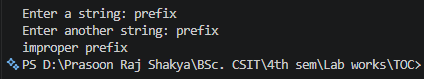 Enter a string: prefix
Enter another string: prefix
improper prefix
PS D:\Prasoon Raj Shakya\BSc. CSIT\4th sem\Lab works\TOC>